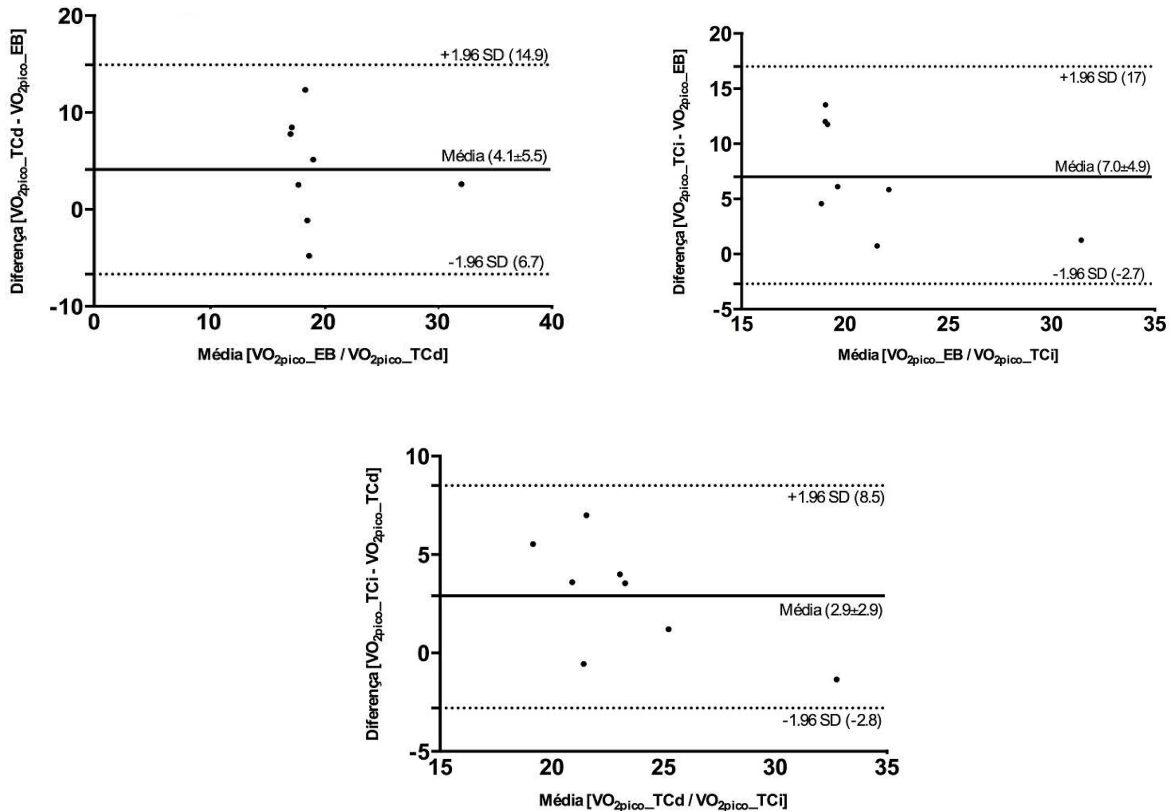 Diferença [VO2pico_TCd - VO2pico_EB]
20
10
0
-10
+1.96 SD (14.9)
Média (4.1±5.5)
-1.96 SD (6.7)
0 10 20 30 40
Média [VO2pico_EB / VO2pico_TCd]
Diferença [VO2pico_TCi - VO2pico_EB]
20
15
10
5
0
-5
+1.96 SD (17)
Média (7.0±4.9)
-1.96 SD (-2.7)
15 20 25 30 35
Média [VO2pico_EB / VO2pico_TCi]
Diferença [VO2pico_TCi - VO2pico_TCd]
10
5
0
-5
+1.96 SD (8.5)
Média (2.9±2.9)
-1.96 SD (-2.8)
15 20 25 30 35
Média [VO2pico_TCd / VO2pico_TCi]